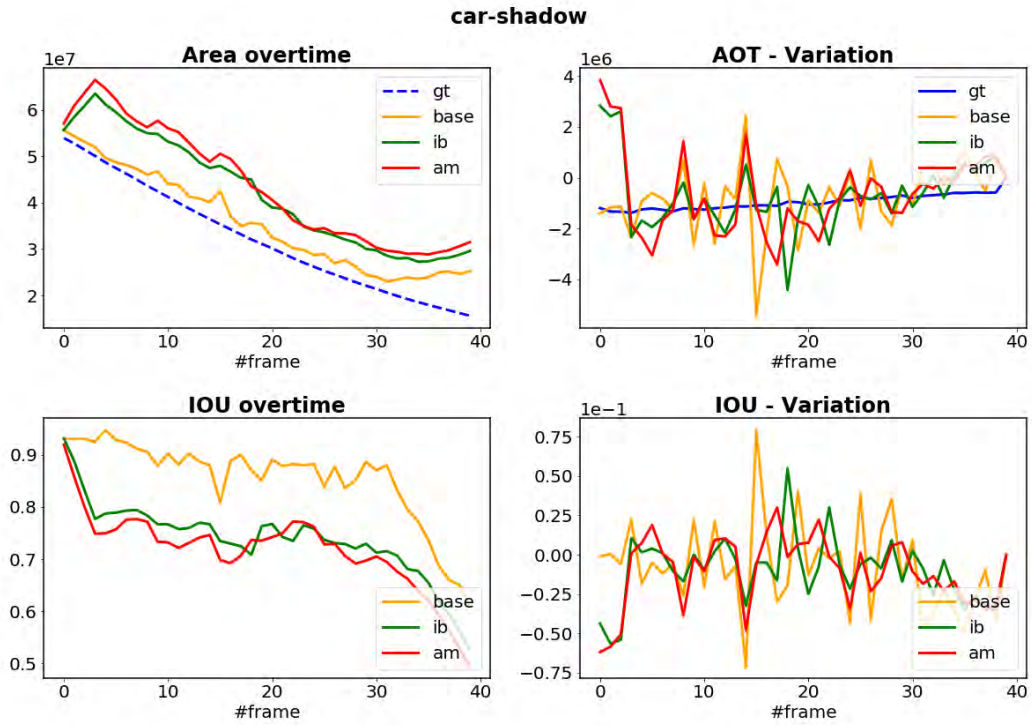 car-shadow
Area overtime
1e7
6
5
4
3
2
0
10
20
30
40
#frame
gt
base
ib
am
AOT - Variation
1e6
4
2
0
−2
−4
0
10
20
30
40
#frame
gt
base
ib
am
IOU overtime
0.9
0.8
0.7
0.6
0.5
0
10
20
30
40
#frame
base
ib
am
IOU - Variation
1e−1
0.75
0.50
0.25
0.00
−0.25
−0.50
−0.75
0
10
20
30
40
#frame
base
ib
am